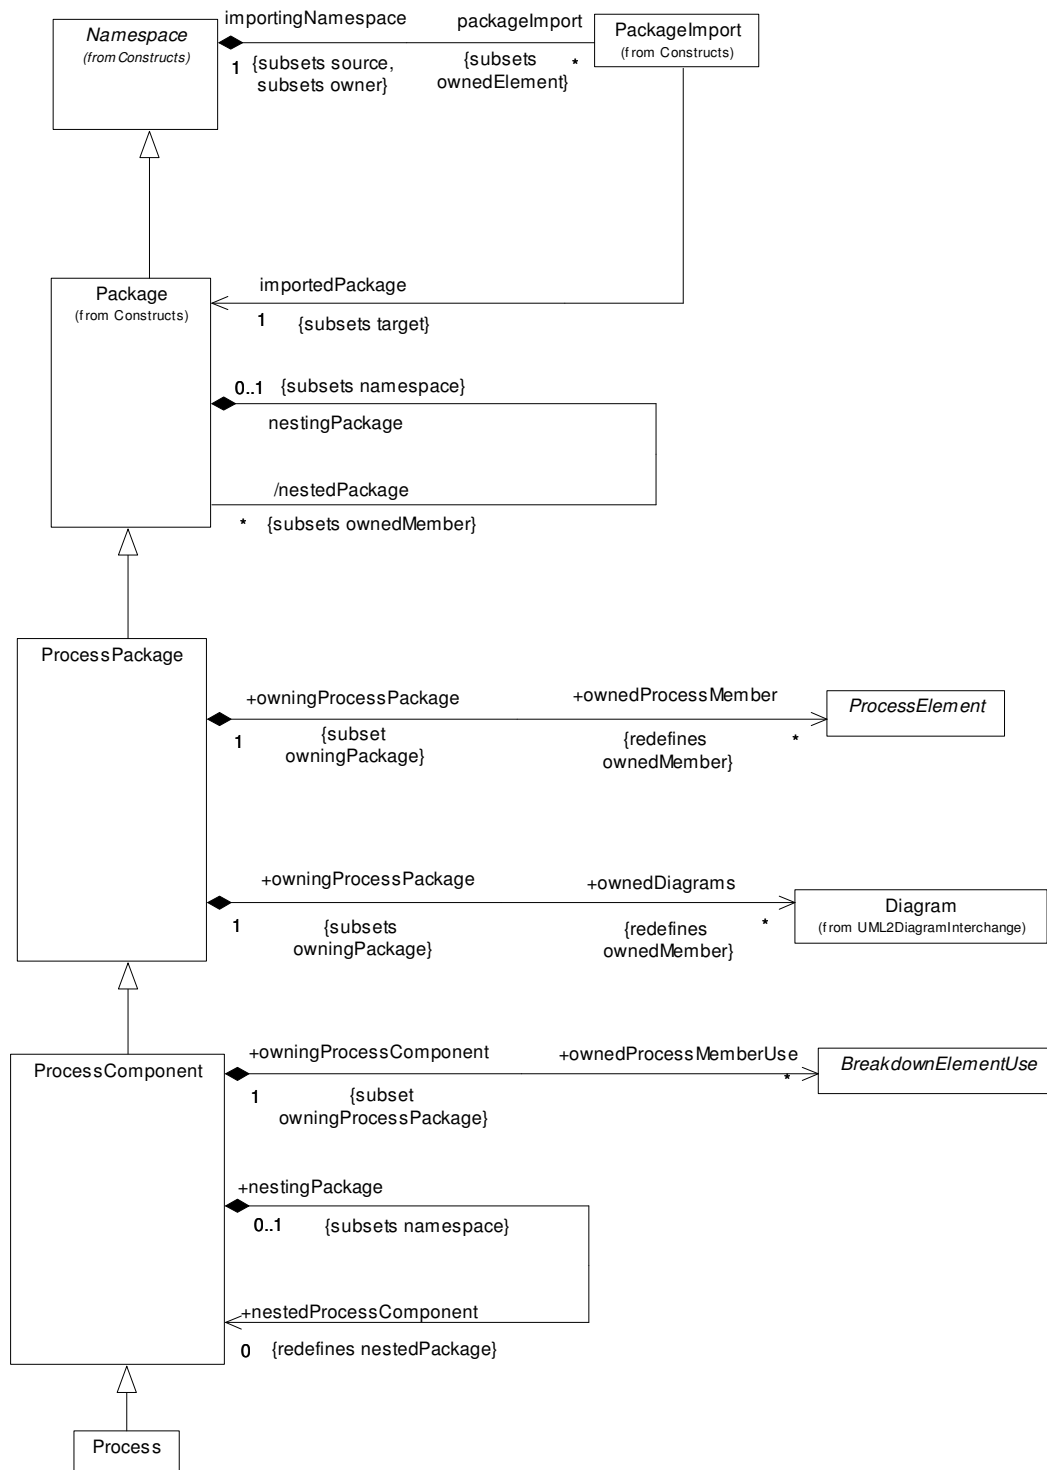 Namespace
(from Constructs)
importingNamespace
packageImport
PackageImport
(from Constructs)
1
{subsets source,
subsets owner}
{subsets
ownedElement}
*
Package
(from Constructs)
importedPackage
1
{subsets target}
0..1
{subsets namespace}
nestingPackage
/nestedPackage
*
{subsets ownedMember}
ProcessPackage
+owningProcessPackage
+ownedProcessMember
ProcessElement
1
{subset
owningPackage}
{redefines
ownedMember}
*
+owningProcessPackage
+ownedDiagrams
Diagram
(from UML2DiagramInterchange)
1
{subsets
owningPackage}
{redefines
ownedMember}
*
ProcessComponent
+owningProcessComponent
+ownedProcessMemberUse
BreakdownElementUse
1
{subset
owningProcessPackage}
*
+nestingPackage
0..1
{subsets namespace}
+nestedProcessComponent
0
{redefines nestedPackage}
Process